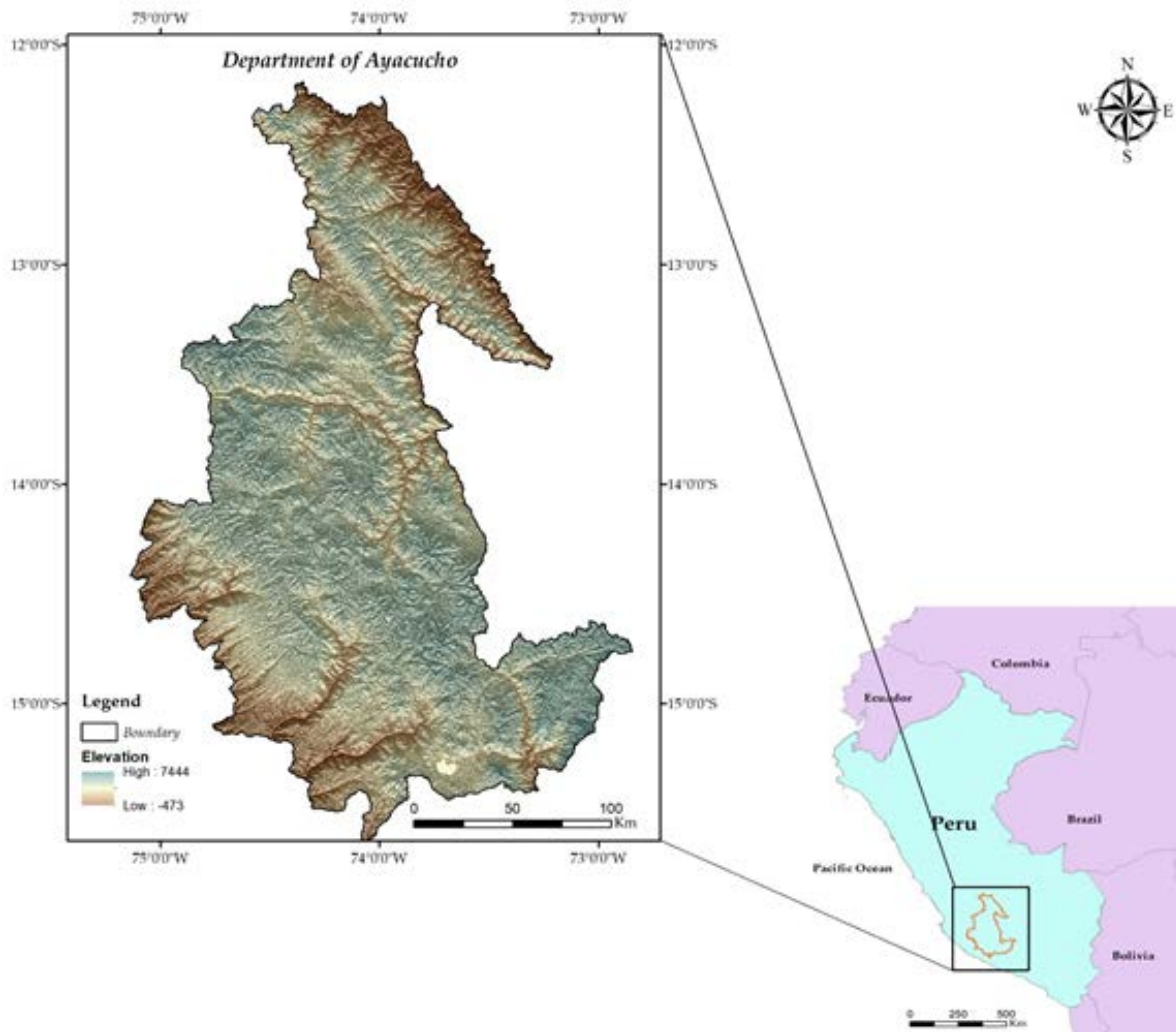 75°0'0"W
74°0'0"W
73°0'0"W
12°0'0"S
12°0'0"S
Department of Ayacucho
N
W
E
S
13°0'0"S
13°0'0"S
14°0'0"S
14°0'0"S
15°0'0"S
15°0'0"S
Legend
Boundary
Elevation
High : 7444
Low : -473
0 50 100
Km
75°0'0"W
74°0'0"W
73°0'0"W
Colombia
Ecuador
Peru
Brazil
Pacific Ocean
Bolivia
0 250 500
Km